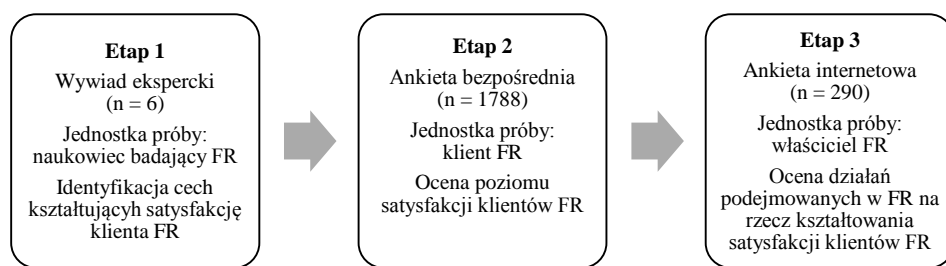 Etap 1
Wywiad ekspercki
(n = 6)
Jednostka próby:
naukowiec badający FR
Identyfikacja cech
kształtujących satysfakcję
klienta FR
Etap 2
Ankieta bezpośrednia
(n = 1788)
Jednostka próby:
klient FR
Ocena poziomu
satysfakcji klientów FR
Etap 3
Ankieta internetowa
(n = 290)
Jednostka próby:
właściciel FR
Ocena działań
podejmowanych w FR na
rzecz kształtowania
satysfakcji klientów FR